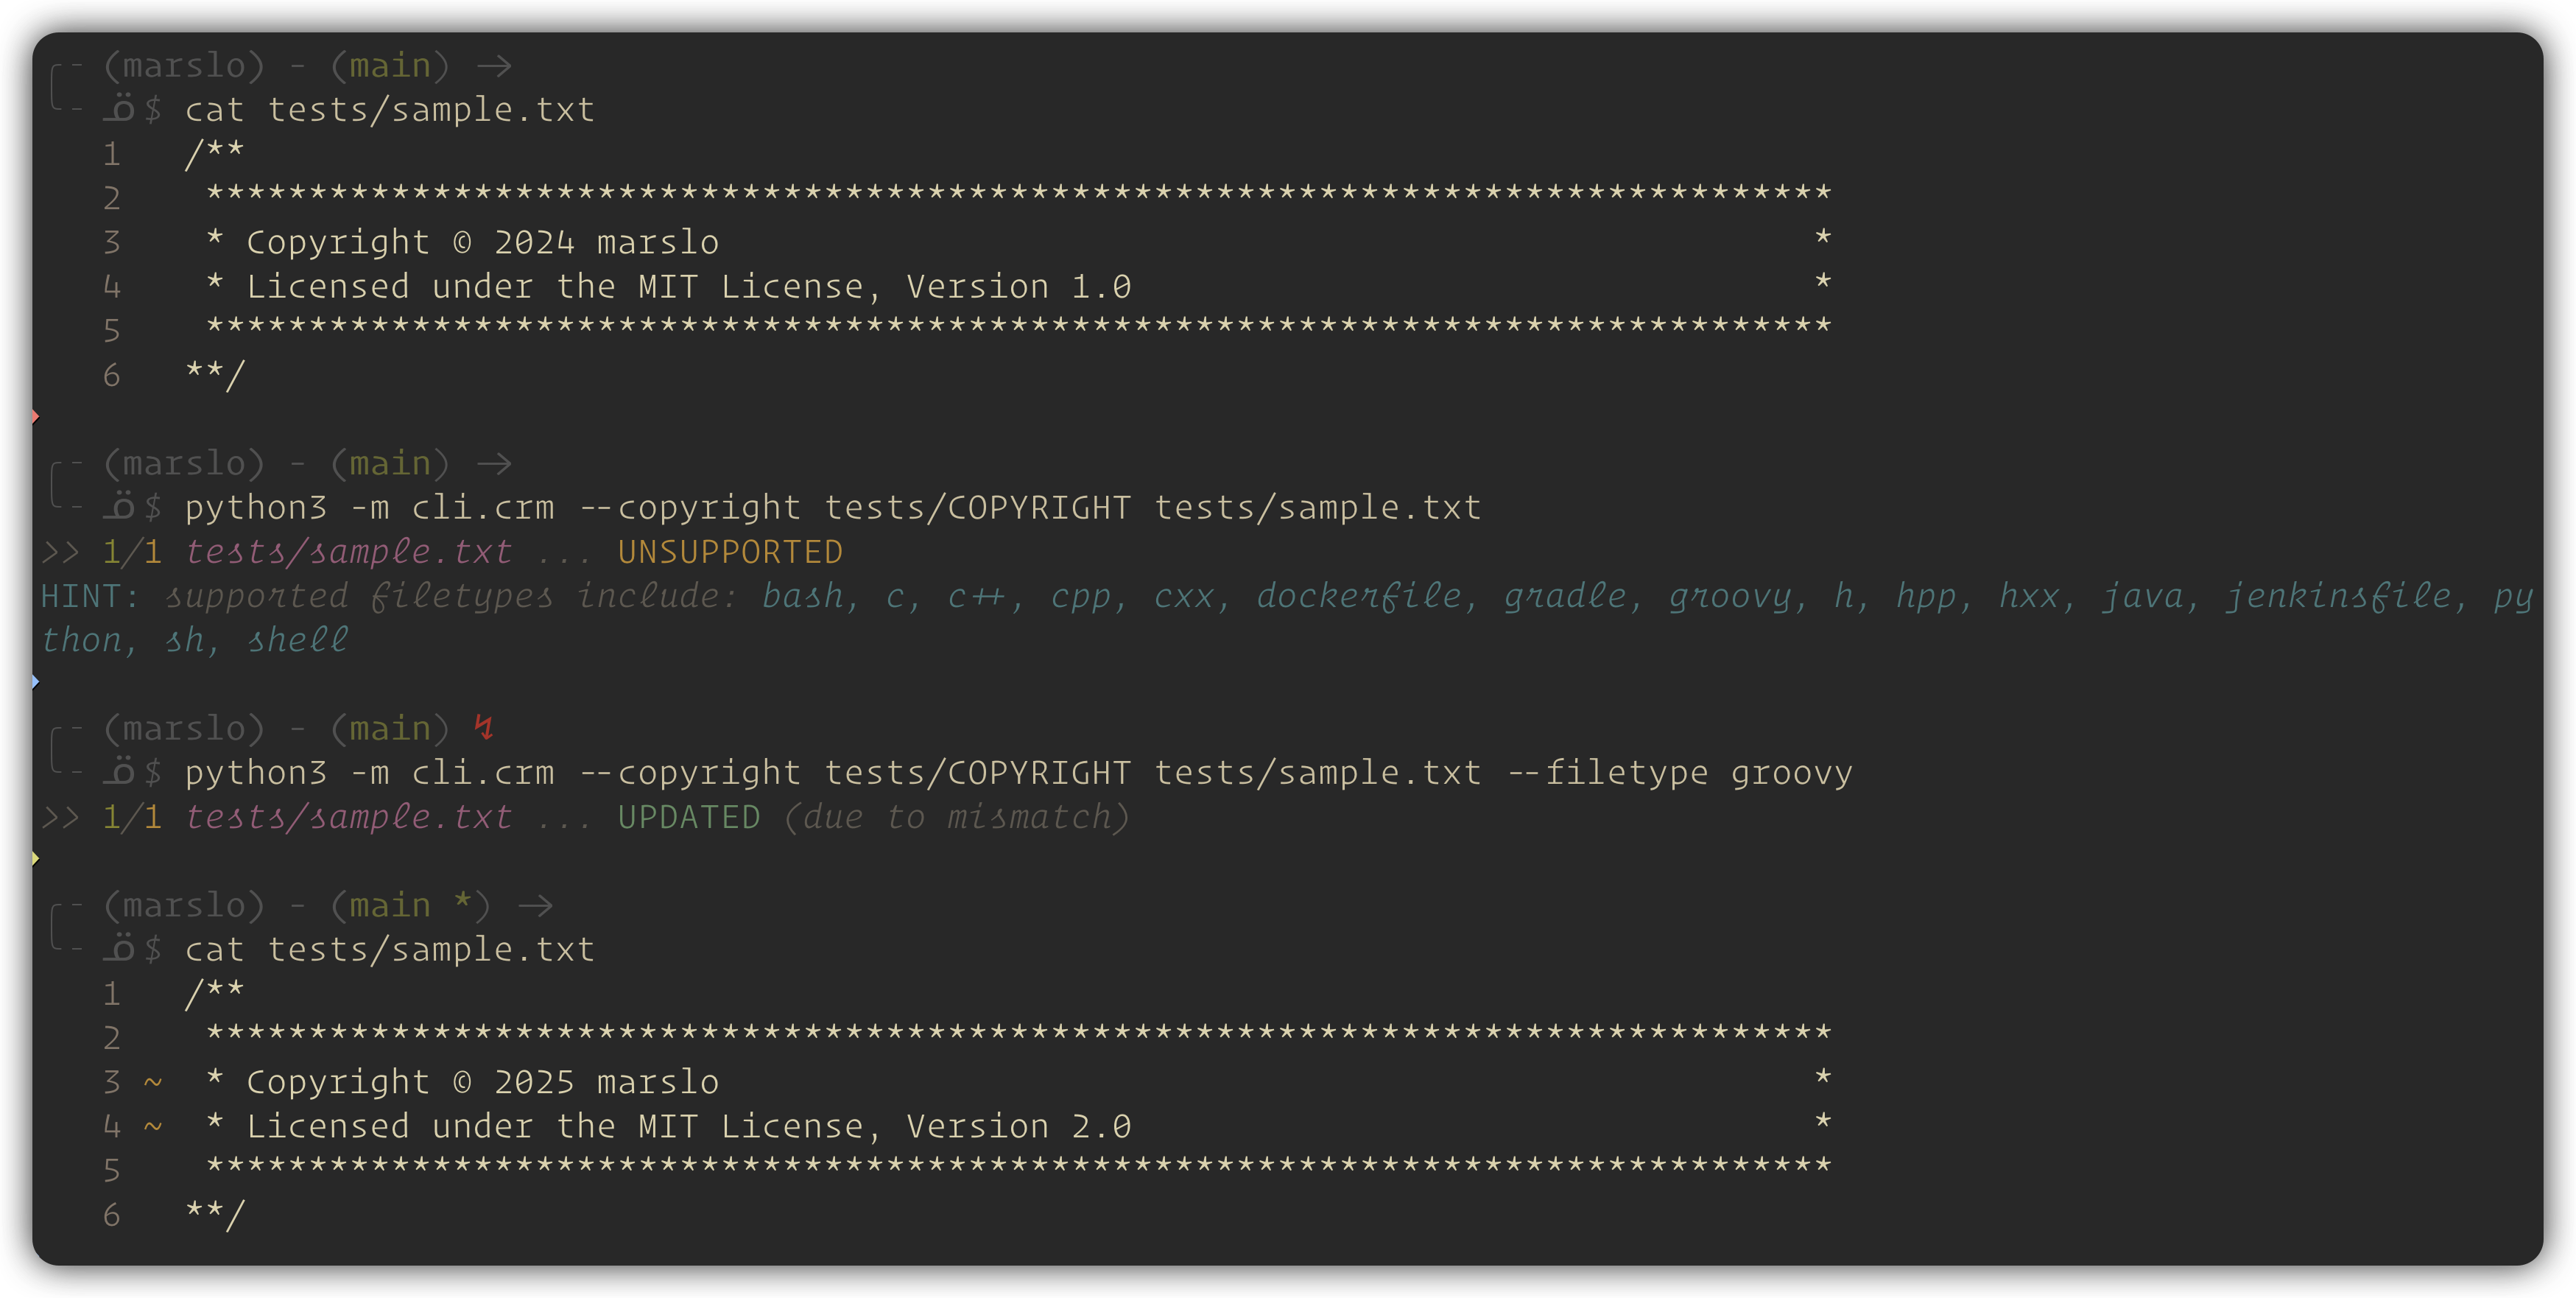 (marslo) - (main) →
ö$ cat tests/sample.txt
1   /**
2    *******************************************************************************
3    * Copyright © 2024 marslo                                                     *
4    * Licensed under the MIT License, Version 1.0                                 *
5    *******************************************************************************
6   **/
(marslo) - (main) →
ö$ python3 -m cli.crm --copyright tests/COPYRIGHT tests/sample.txt
>> 1/1 tests/sample.txt ... UNSUPPORTED
HINT: supported filetypes include: bash, c, c++, cpp, cxx, dockerfile, gradle, groovy, h, hpp, hxx, java, jenkinsfile, py
thon, sh, shell
(marslo) - (main) ↯
ö$ python3 -m cli.crm --copyright tests/COPYRIGHT tests/sample.txt --filetype groovy
>> 1/1 tests/sample.txt ... UPDATED (due to mismatch)
(marslo) - (main *) →
ö$ cat tests/sample.txt
1   /**
2    *******************************************************************************
3 ~  * Copyright © 2025 marslo                                                     *
4 ~  * Licensed under the MIT License, Version 2.0                                 *
5    *******************************************************************************
6   **/